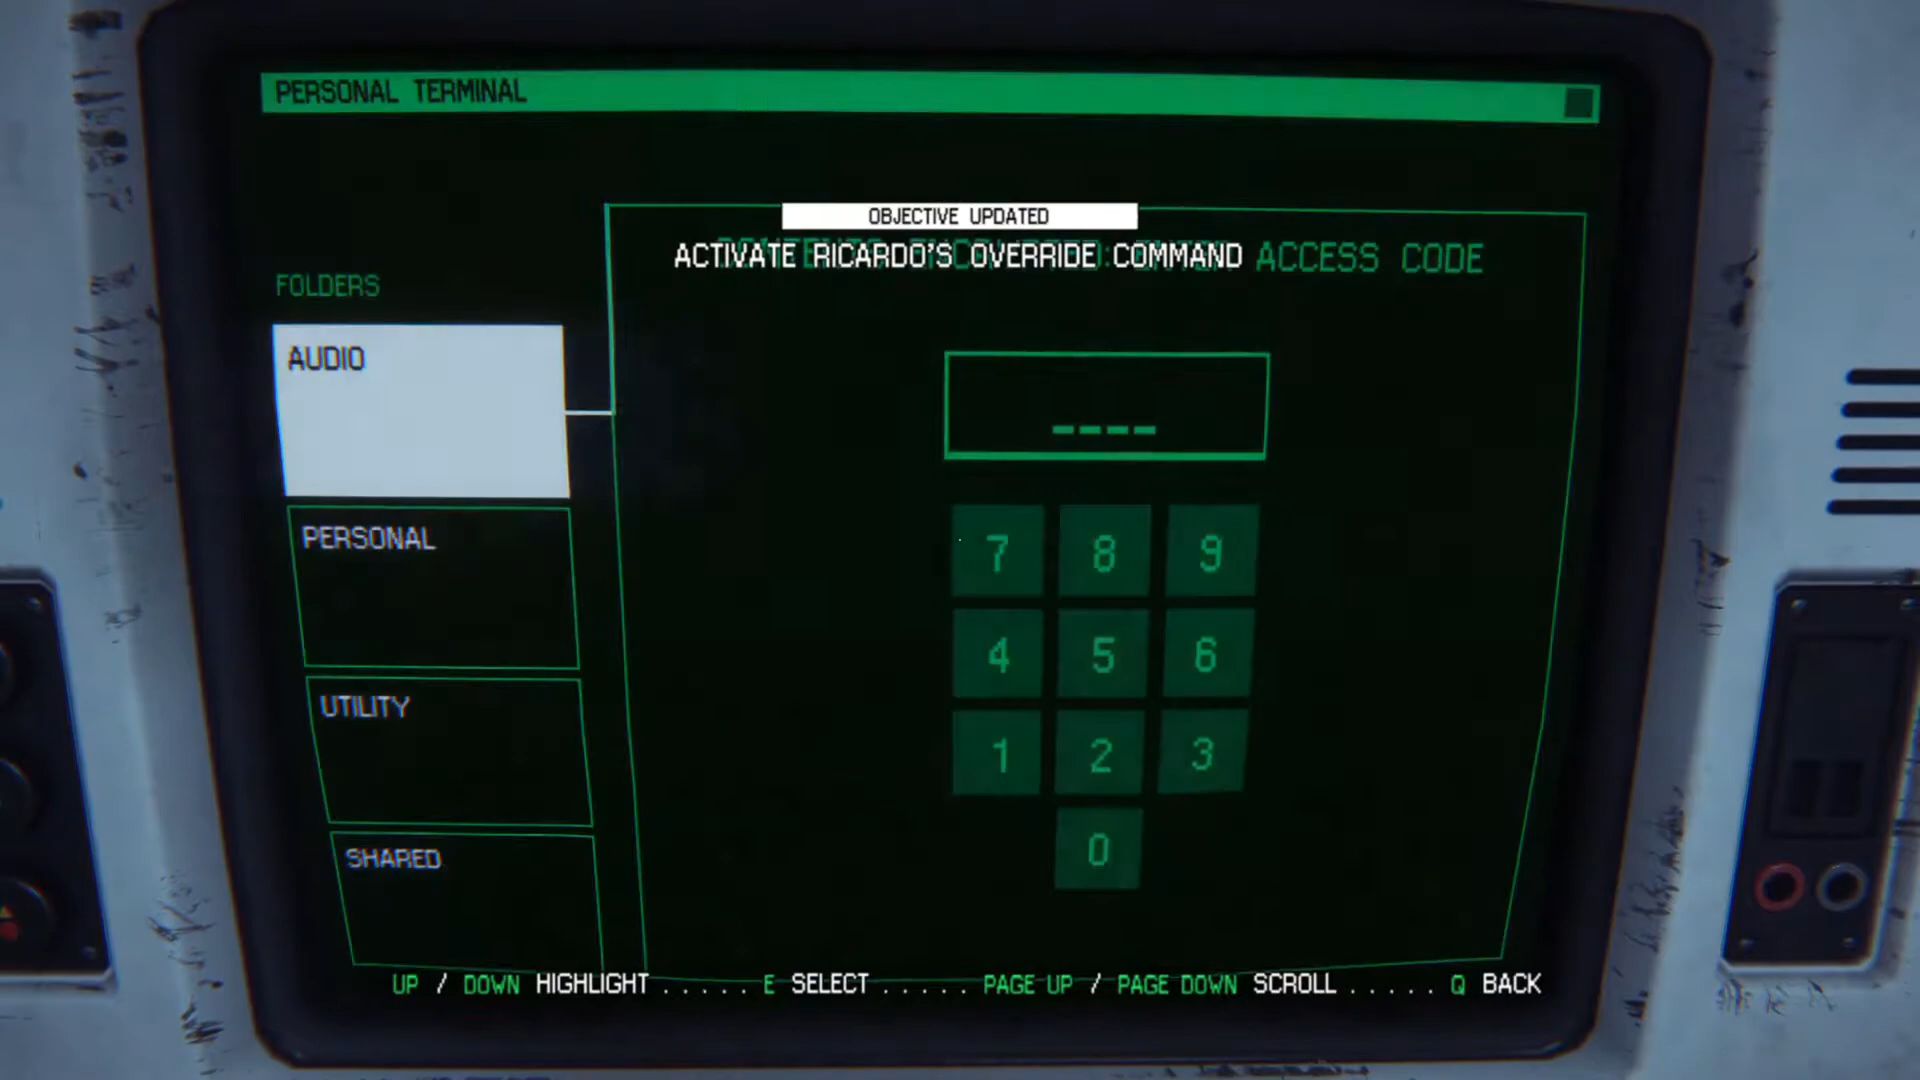 PERSONAL TERMINAL
OBJECTIVE UPDATED
ACTIVATE RICARDO'S OVERRIDE COMMAND
ACCESS CODE
FOLDERS
AUDIO
PERSONAL
UTILITY
SHARED
7 8 9
4 5 6
1 2 3
0
UP / DOWN HIGHLIGHT ..... E SELECT ...... PAGE UP / PAGE DOWN SCROLL ..... Q BACK